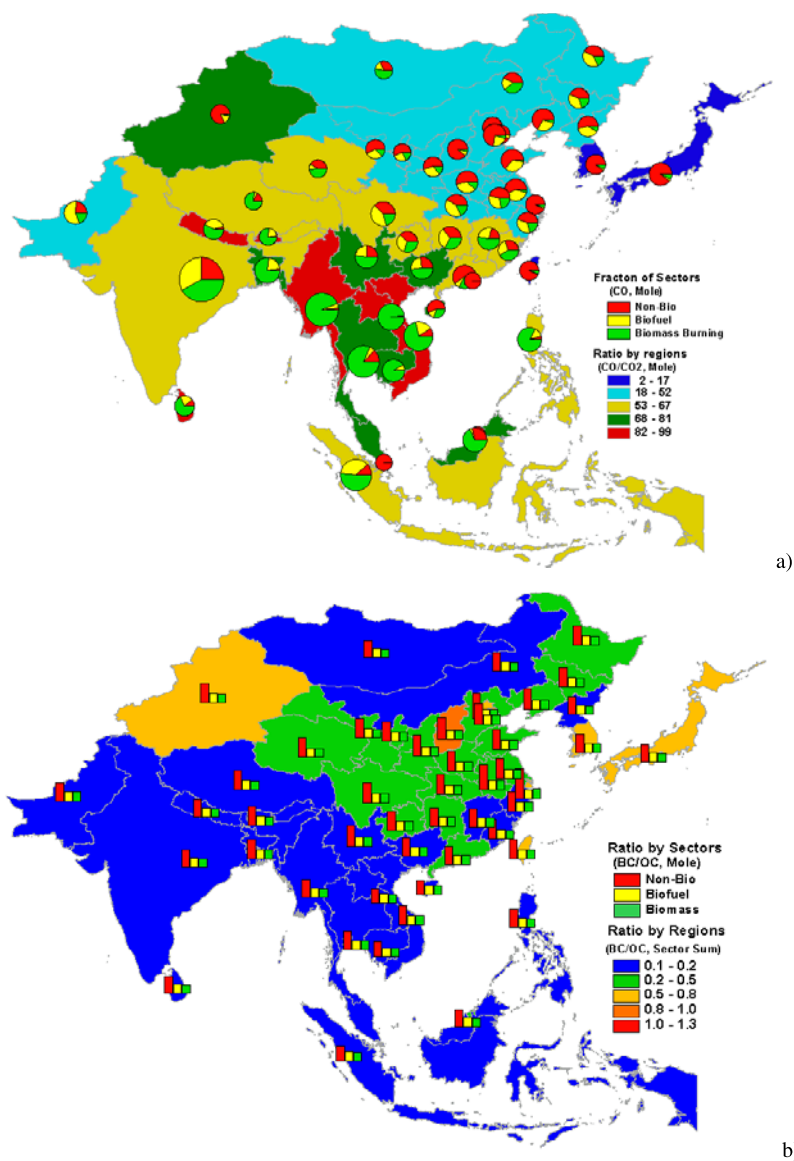 Fracton of Sectors
(CO, Mole)
Non-Bio
Biofuel
Biomass Burning
Ratio by regions
(CO/CO2, Mole)
2 - 17
18 - 52
53 - 67
68 - 81
82 - 99
a)
Ratio by Sectors
(BC/OC, Mole)
Non-Bio
Biofuel
Biomass
Ratio by Regions
(BC/OC, Sector Sum)
0.1 - 0.2
0.2 - 0.5
0.5 - 0.8
0.8 - 1.0
1.0 - 1.3
b